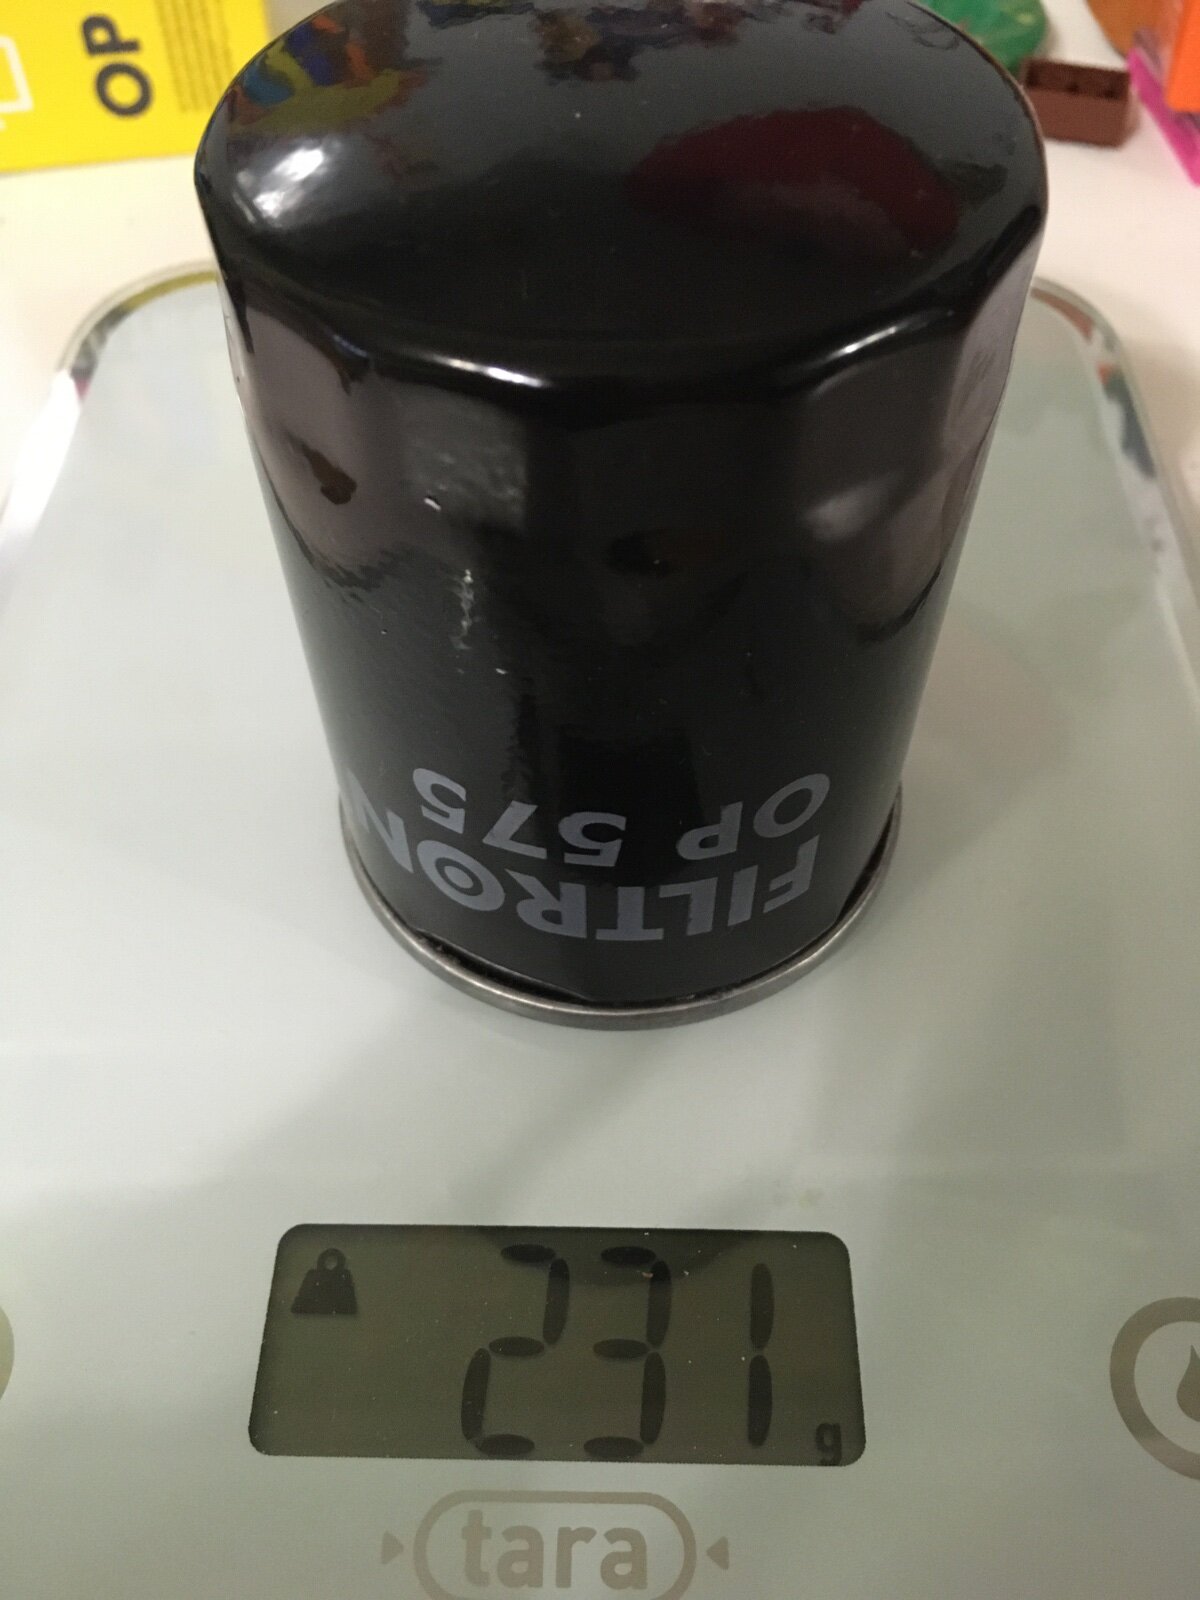 OP
FILTRON
OP 575
231 g
tara